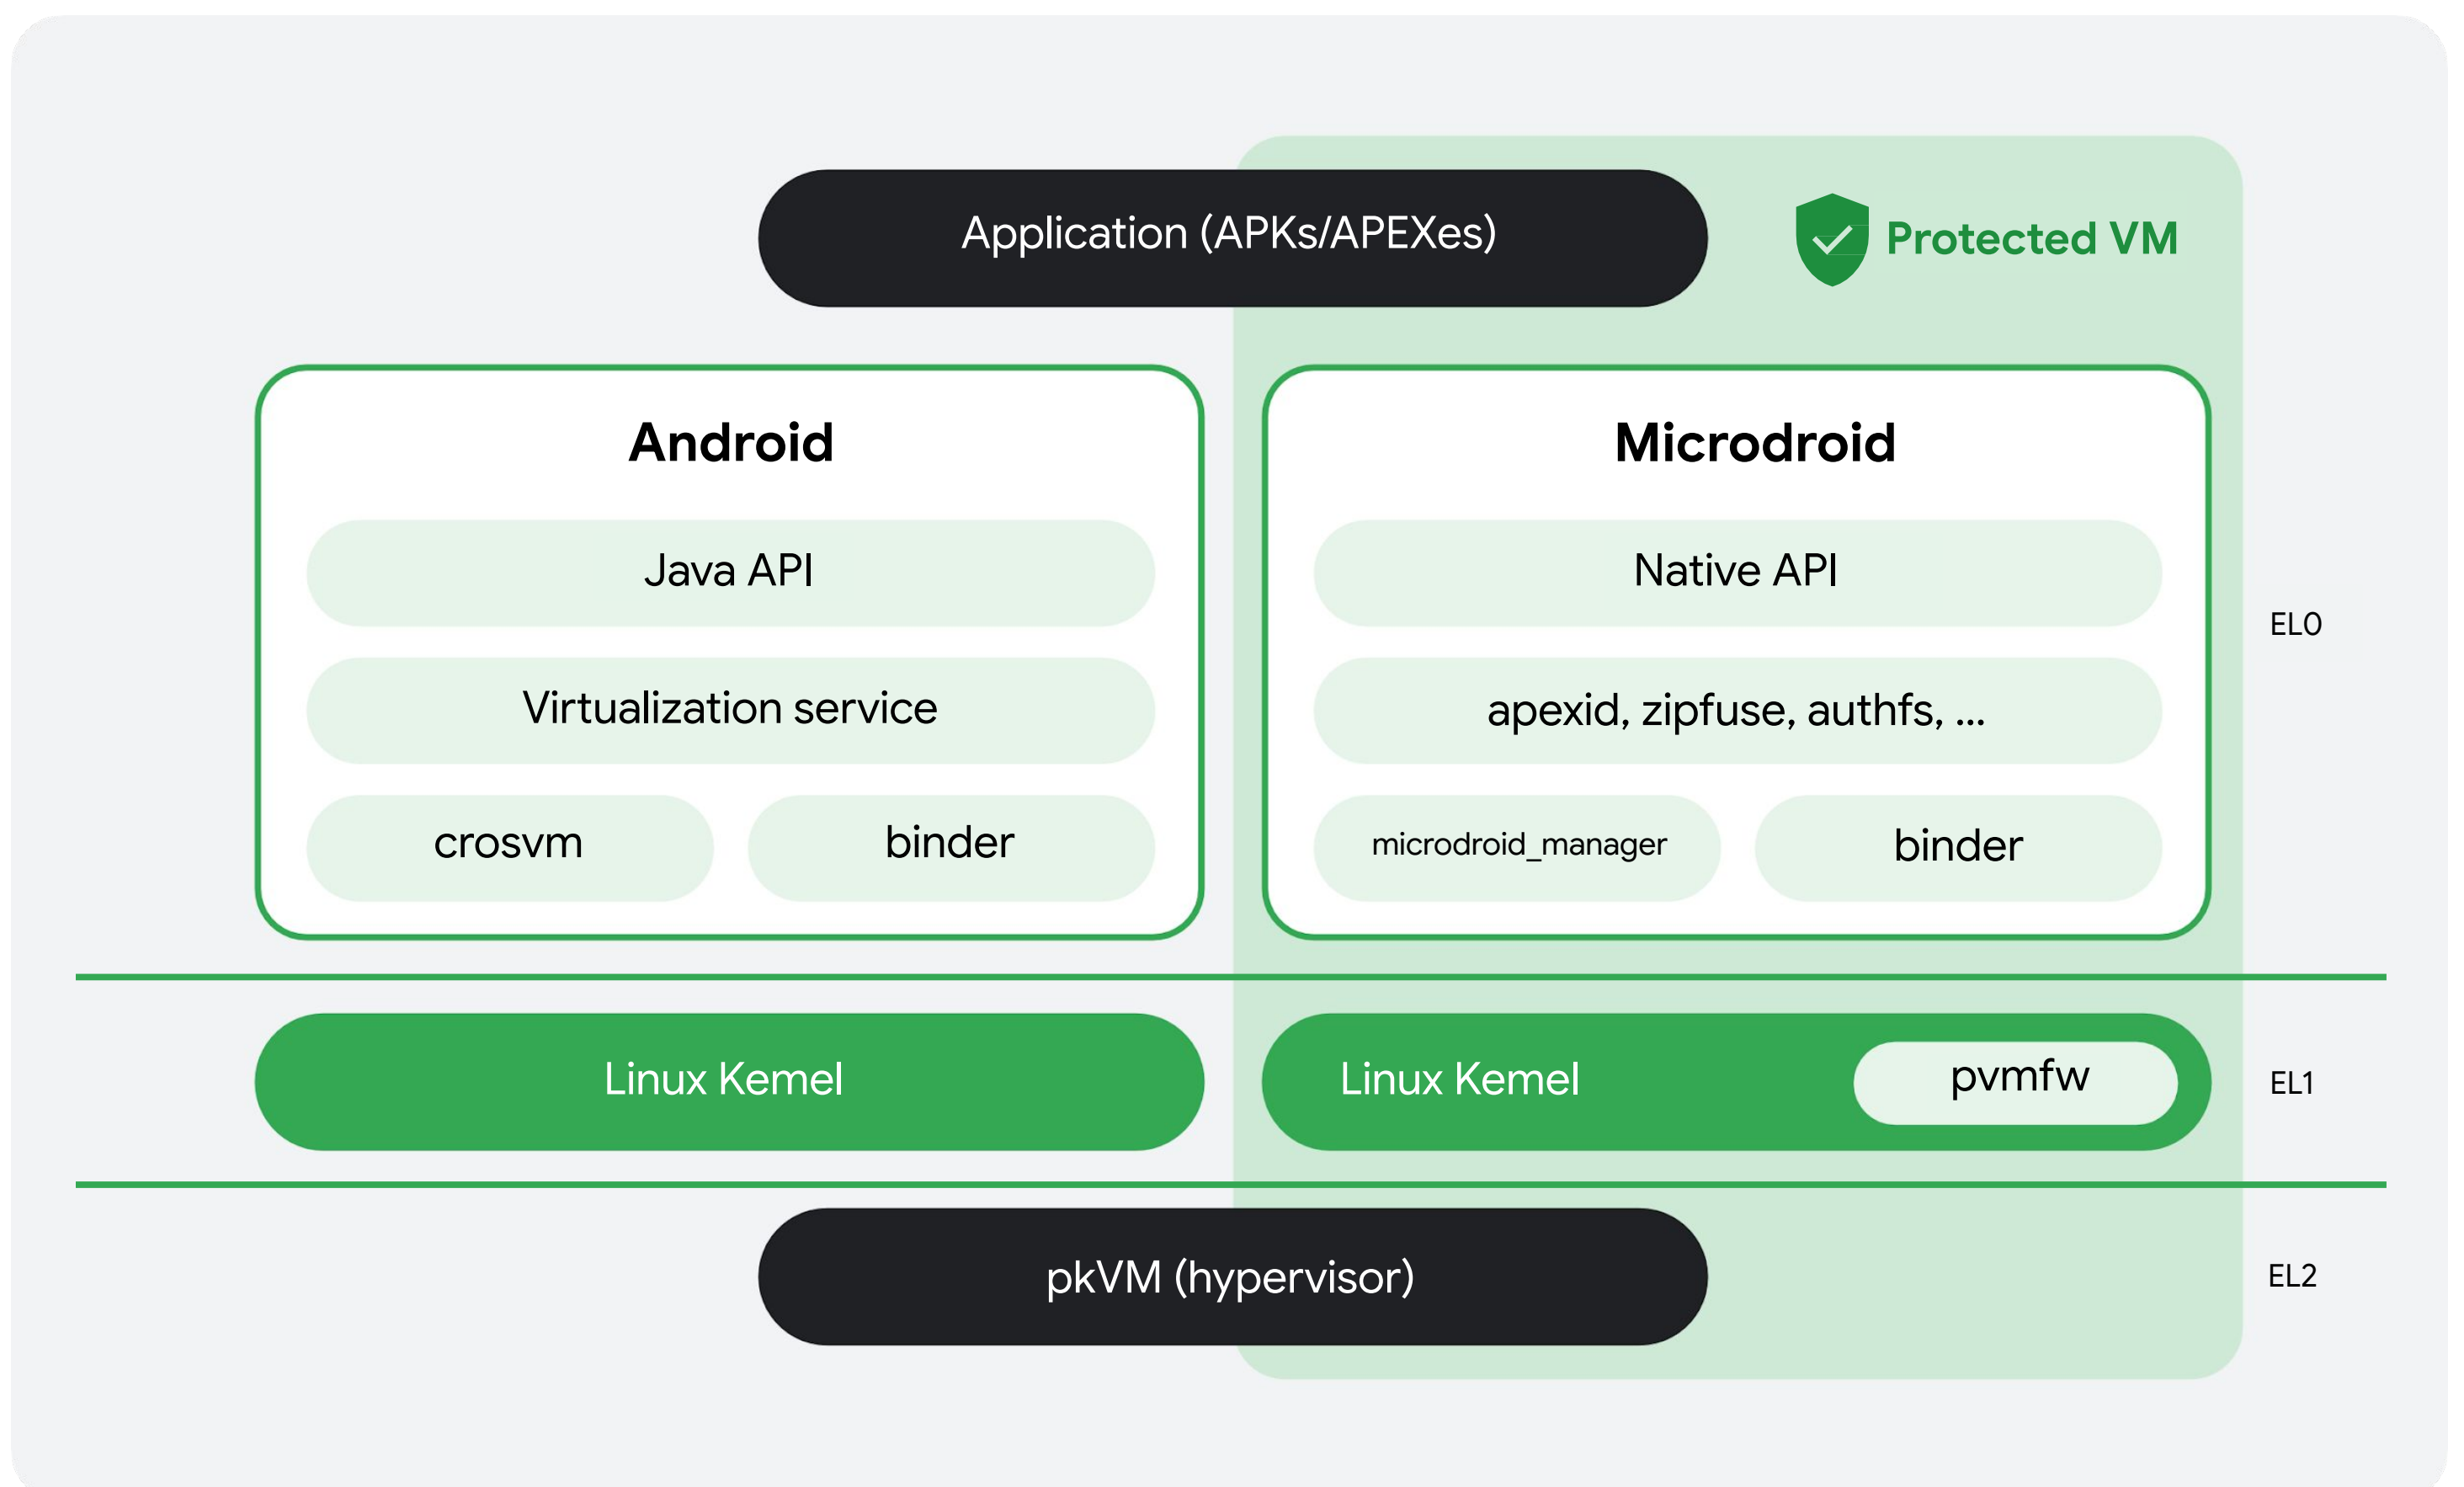 Application (APKs/APEXes)
Protected VM
Android
Java API
Virtualization service
crosvm
binder
Microdroid
Native API
apexid, zipfuse, authfs, ...
microdroid_manager
binder
EL0
Linux Kemel
Linux Kemel
pvmfw
EL1
pkVM (hypervisor)
EL2